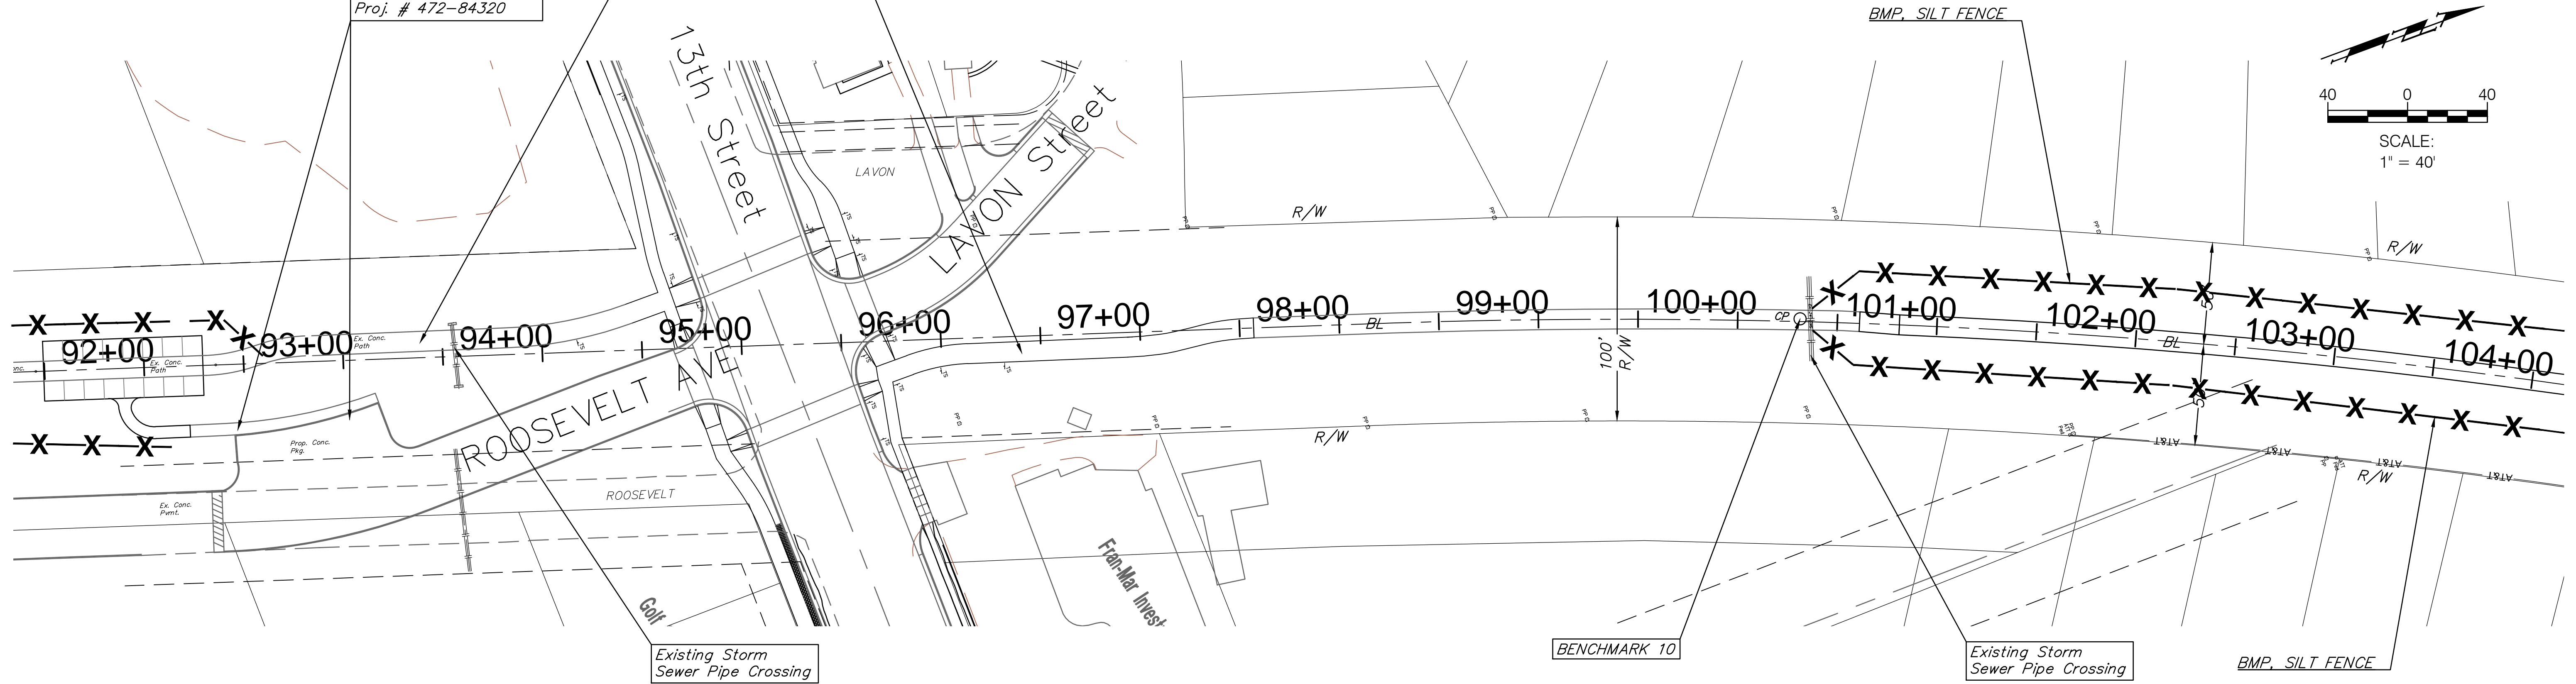 Proj. # 472-84320
BMP, SILT FENCE
40 0 40
SCALE:
1" = 40'
13th Street
LAVON
LAVON Street
R/W
R/W
92+00
93+00
94+00
95+00
96+00
97+00
98+00
99+00
100+00
101+00
102+00
103+00
104+00
BL
BL
CP
Ex. Conc.
Path
Ex. Conc.
Path
100'
R/W
ROOSEVELT AVE
Prop. Conc.
Pkg.
Ex. Conc.
Pvmt.
ROOSEVELT
R/W
R/W
AT&T
AT&T
AT&T
AT&T
Golf
Fran-Mar Invest
Existing Storm
Sewer Pipe Crossing
BENCHMARK 10
Existing Storm
Sewer Pipe Crossing
BMP, SILT FENCE